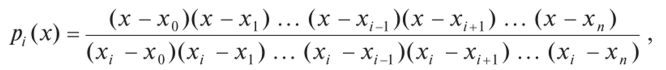 p_i(x) = \frac{(x - x_0)(x - x_1) \ldots (x - x_{i-1})(x - x_{i+1}) \ldots (x - x_n)}{(x_i - x_0)(x_i - x_1) \ldots (x_i - x_{i-1})(x_i - x_{i+1}) \ldots (x_i - x_n)} ,